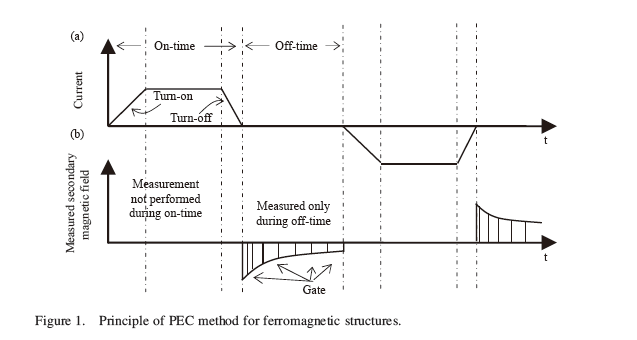 (a)
On-time
Off-time
Current
Turn-on
Turn-off
t
(b)
Measured secondary
magnetic field
Measurement
not performed
during on-time
Measured only
during off-time
t
Gate
Figure 1. Principle of PEC method for ferromagnetic structures.